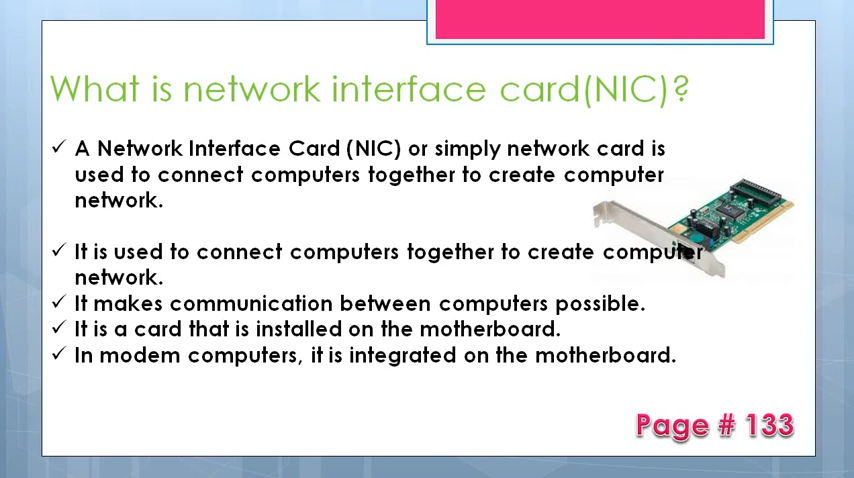 What is network interface card(NIC)?
✓ A Network Interface Card (NIC) or simply network card is
used to connect computers together to create computer
network.
✓ It is used to connect computers together to create computer
network.
✓ It makes communication between computers possible.
✓ It is a card that is installed on the motherboard.
✓ In modem computers, it is integrated on the motherboard.
Page # 133